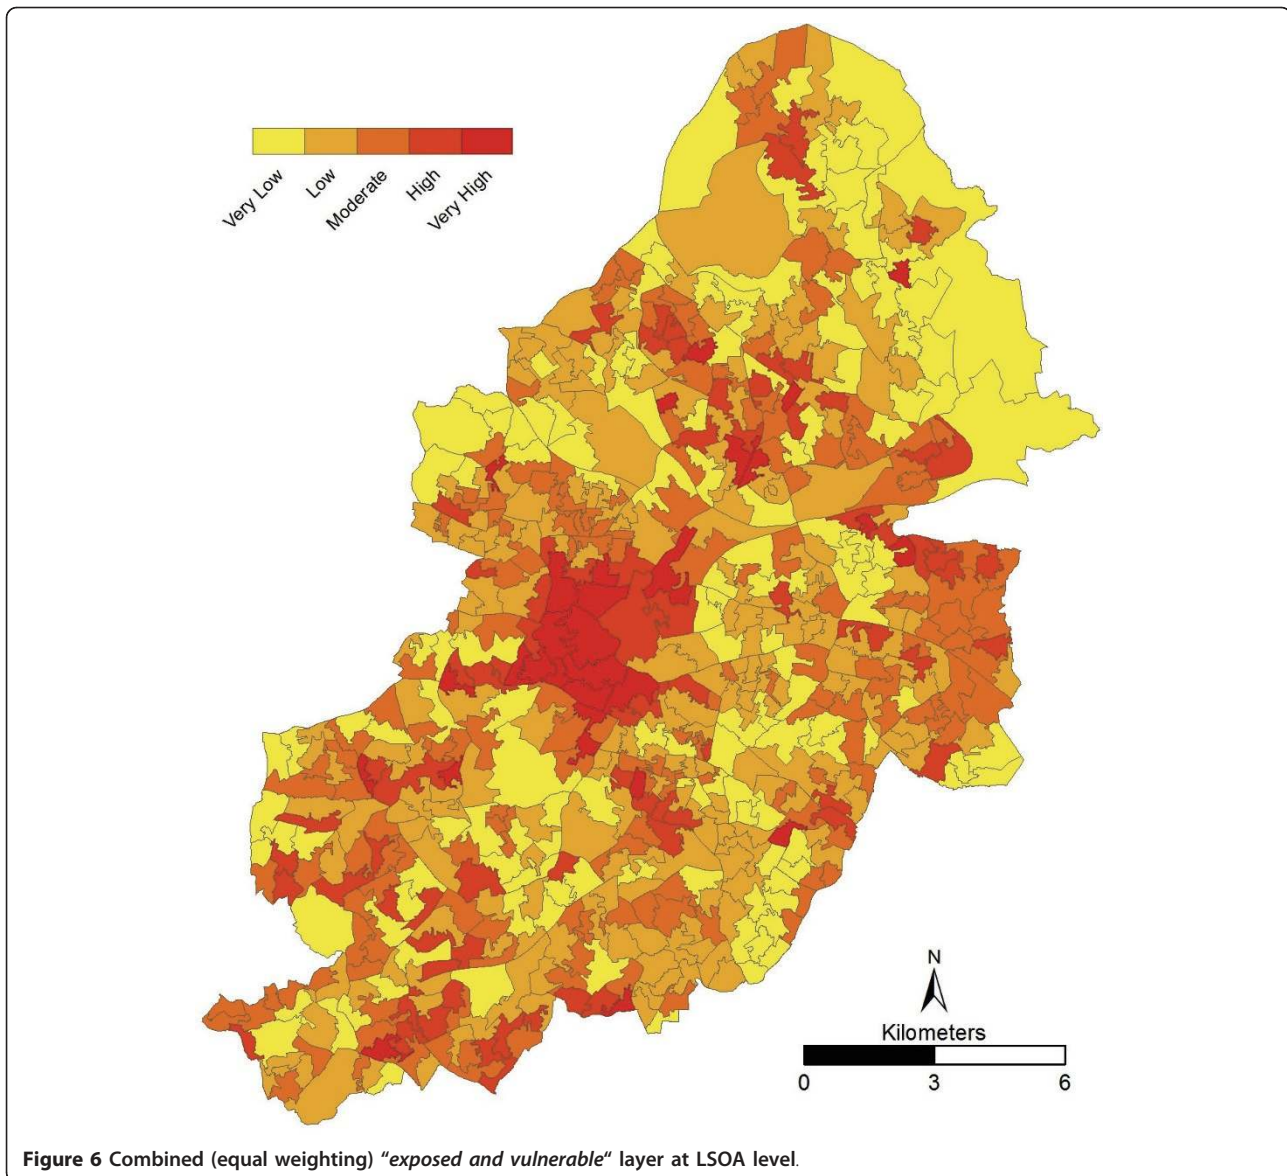 Very Low
Low
Moderate
High
Very High
N
Kilometers
0 3 6
Figure 6 Combined (equal weighting) “exposed and vulnerable“ layer at LSOA level.